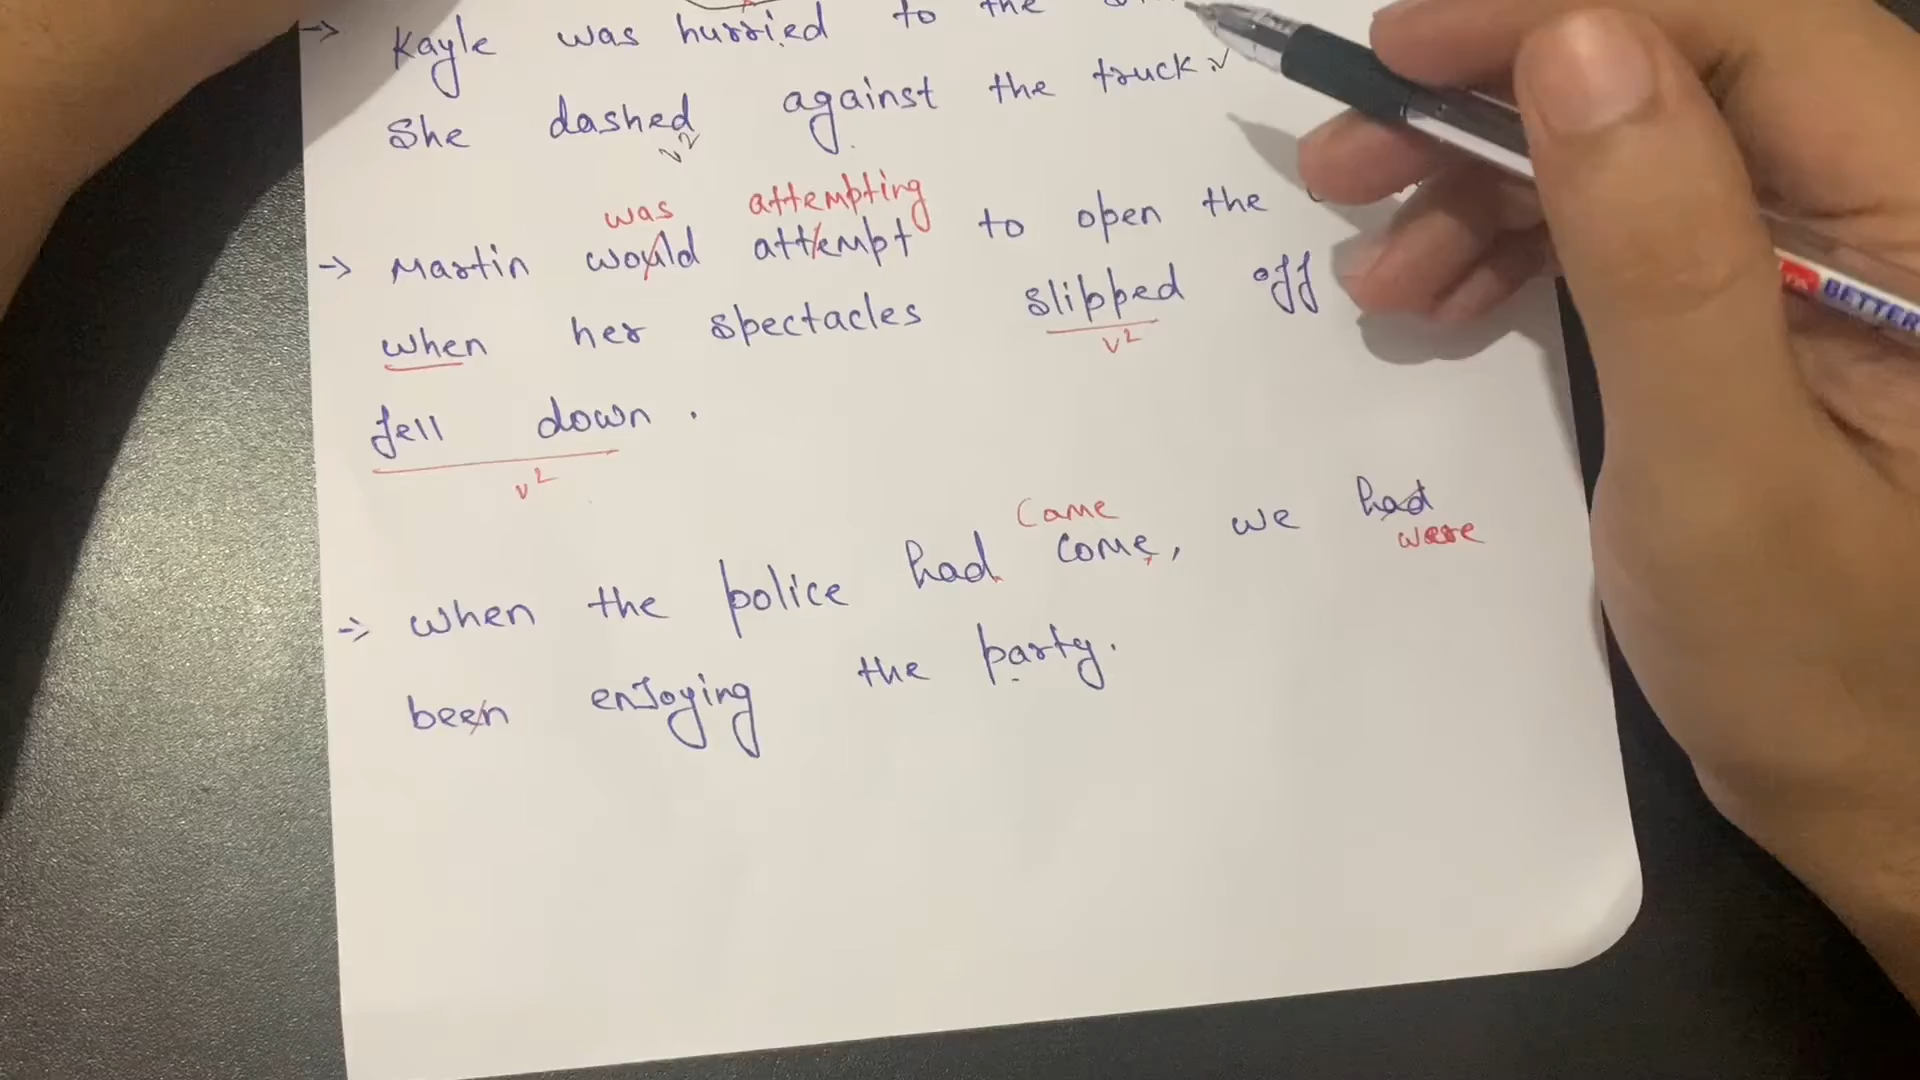 → Kayle was hurried to the
She dashed against the truck.
v2
was attempting
→ Martin would attempt to open the
when her spectacles slipped off
v2
fell down.
v2
Came
→ when the police had come, we had
were
been enjoying the party.
BETTER